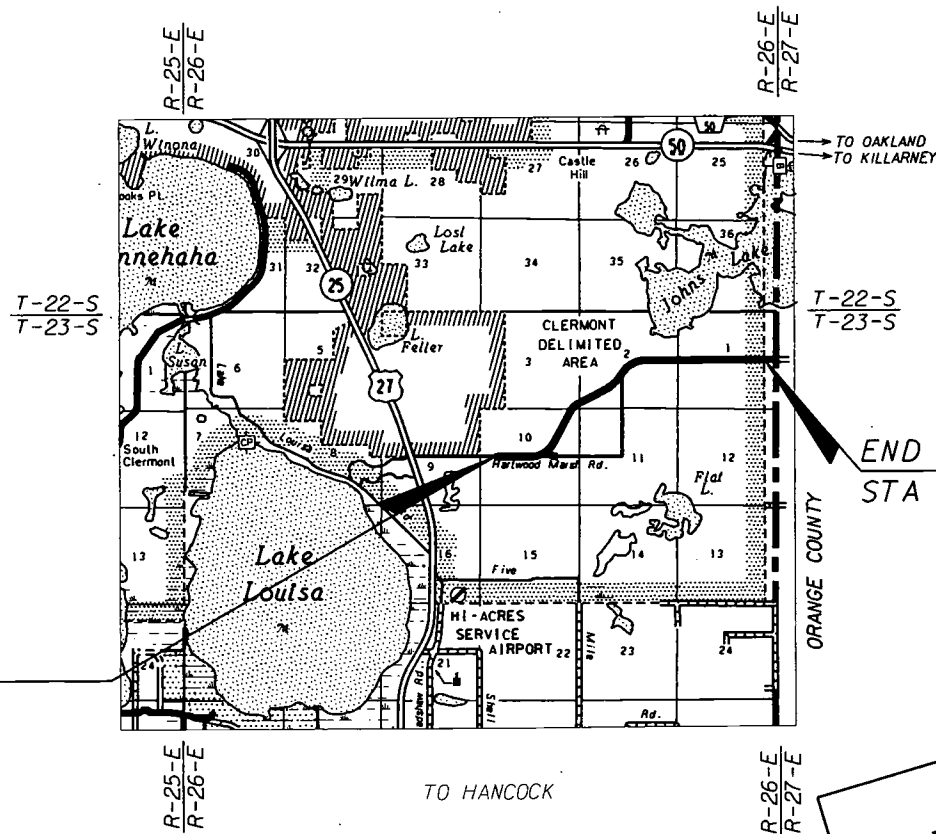 R-25-E
R-26-E
R-26-E
R-27-E
TO OAKLAND
TO KILLARNEY
50
50
L.
Winona
30
29 Wilma L.
28
27
Castle
Hill
26
25
B
Lake
nnehaha
31
32
25
Lost
Lake
33
34
35
36
Johns Lake
T-22-S
T-23-S
T-22-S
T-23-S
L.
Susan
1
6
5
L.
Felter
27
CLERMONT
DELIMITED
AREA
3
2
1
12
South
Clermont
7
CP
8
9
10
Hartwood Marsh Rd.
11
12
Flat
L.
END
STA
13
Lake
Louisa
16
15
14
13
Five
Mile
Rd.
HI-ACRES
SERVICE
AIRPORT
22
23
24
24
21
Shell
ORANGE COUNTY
R-25-E
R-26-E
TO HANCOCK
R-26-E
R-27-E